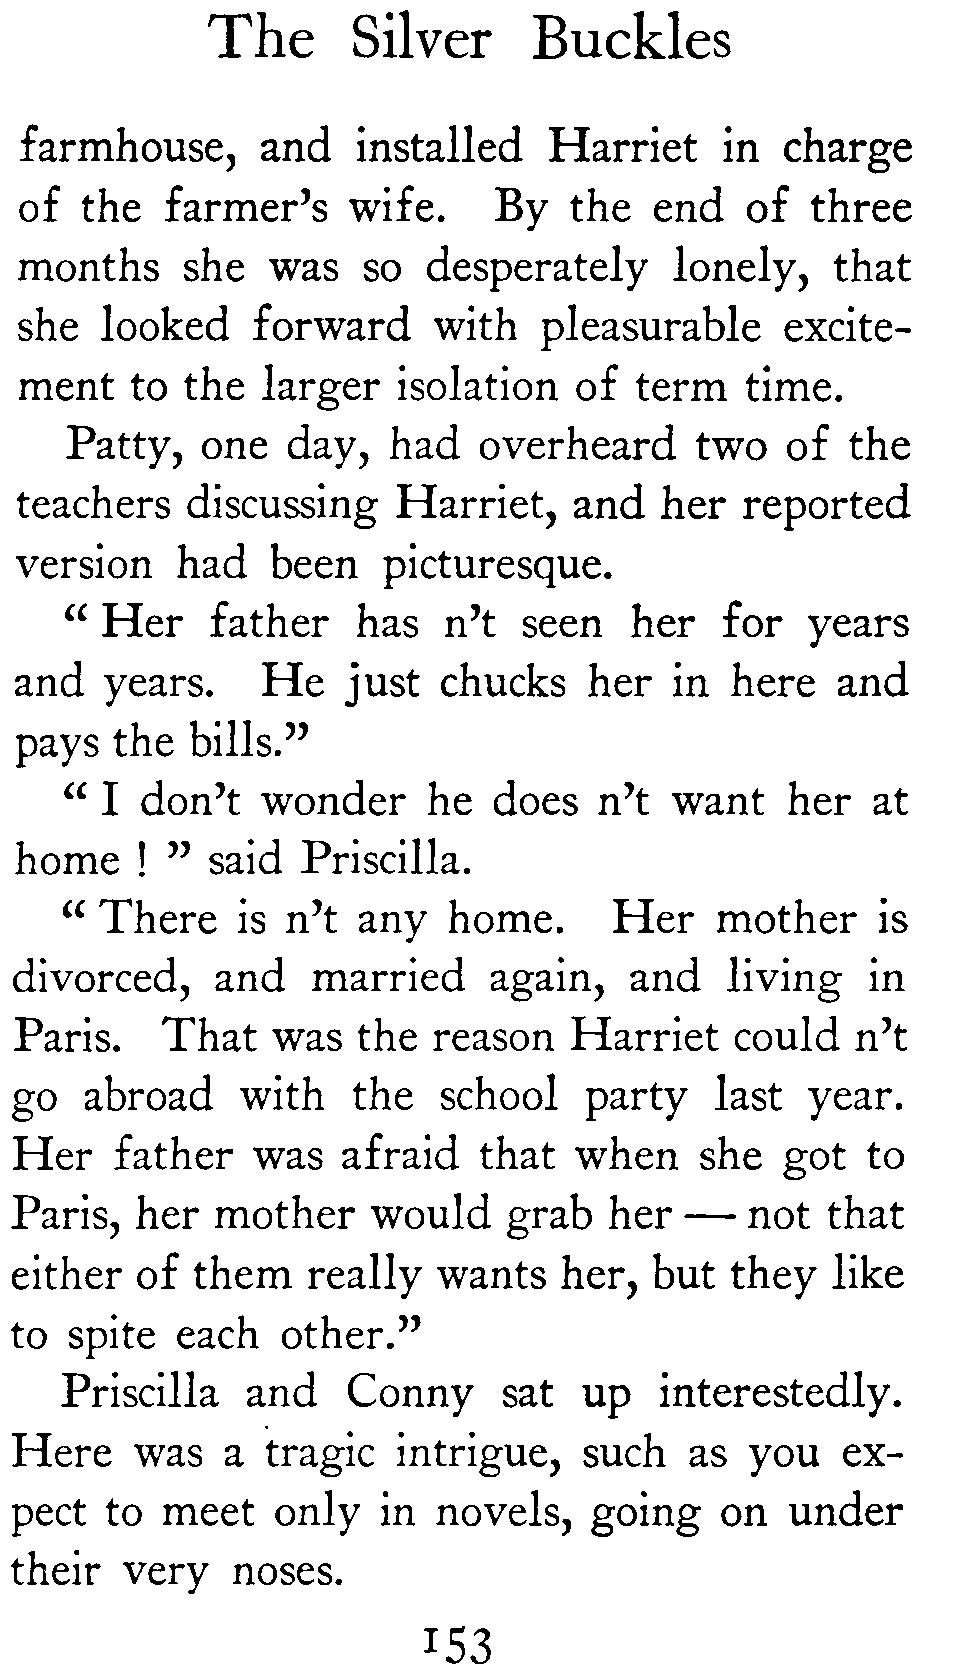 The Silver Buckles
farmhouse, and installed Harriet in charge
of the farmer's wife. By the end of three
months she was so desperately lonely, that
she looked forward with pleasurable excite-
ment to the larger isolation of term time.
Patty, one day, had overheard two of the
teachers discussing Harriet, and her reported
version had been picturesque.
“ Her father has n’t seen her for years
and years. He just chucks her in here and
pays the bills.”
“ I don’t wonder he does n’t want her at
home ! ” said Priscilla.
“ There is n’t any home. Her mother is
divorced, and married again, and living in
Paris. That was the reason Harriet could n’t
go abroad with the school party last year.
Her father was afraid that when she got to
Paris, her mother would grab her — not that
either of them really wants her, but they like
to spite each other.”
Priscilla and Conny sat up interestedly.
Here was a tragic intrigue, such as you ex-
pect to meet only in novels, going on under
their very noses.
153